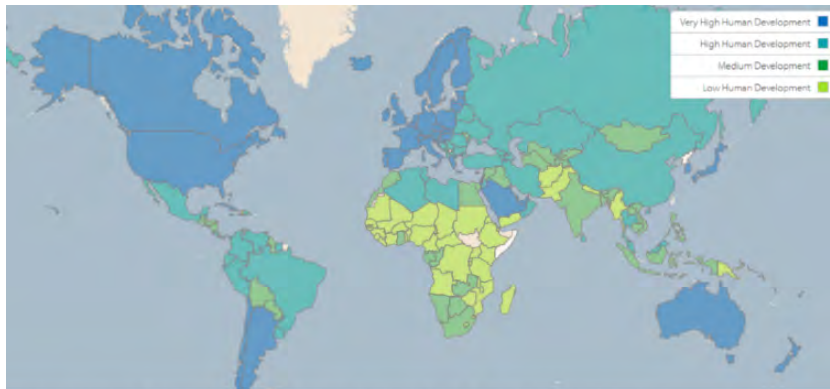 Very High Human Development
High Human Development
Medium Development
Low Human Development